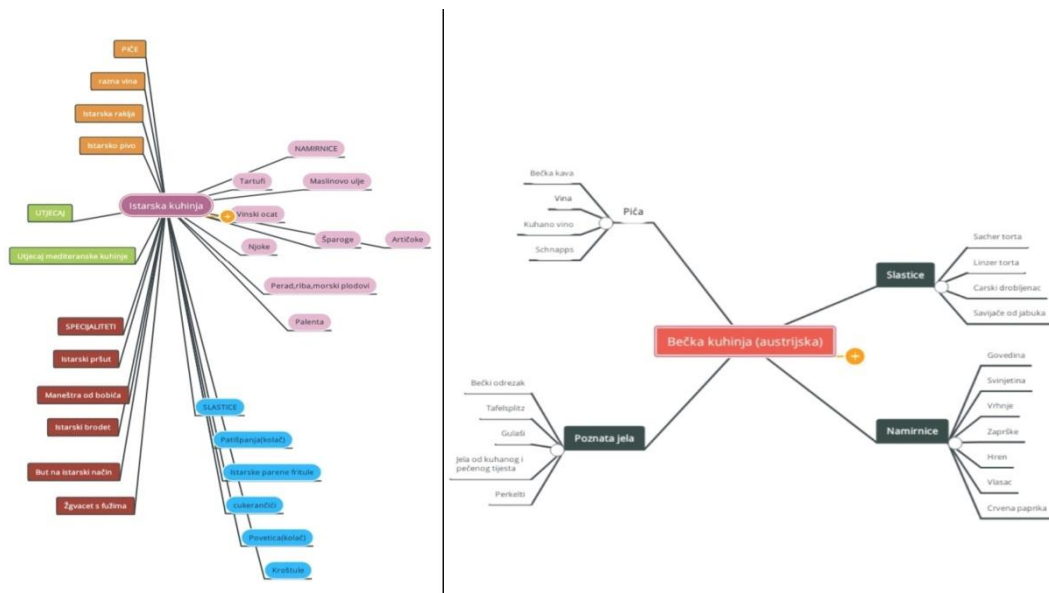 PIĆE
razna vina
Istarska rakija
Istarsko pivo
Istarska kuhinja
UTJECAJ
Utjecaj mediteranske kuhinje
NAMIRNICE
Tartufi
Maslinovo ulje
Vinski ocat
Šparoge
Artičoke
Njoke
Perad,riba,morski plodovi
Palenta
SPECIJALITETI
Istarski pršut
Maneštra od bobića
Istarski brodet
But na istarski način
Žgvacet s fužima
SLASTICE
Patišpanja(kolač)
Istarske parene fritule
cukerančići
Povetica(kolač)
Kroštule
Bečka kava
Vina
Kuhano vino
Schnapps
Pića
Bečka kuhinja (austrijska)
Slastice
Sacher torta
Linzer torta
Carski drobljenac
Savijače od jabuka
Bečki odrezak
Tafelsplitz
Gulaši
Jela od kuhanog i
pečenog tijesta
Perkelti
Poznata jela
Namirnice
Govedina
Svinjetina
Vrhnje
Zaprške
Hren
Vlasac
Crvena paprika